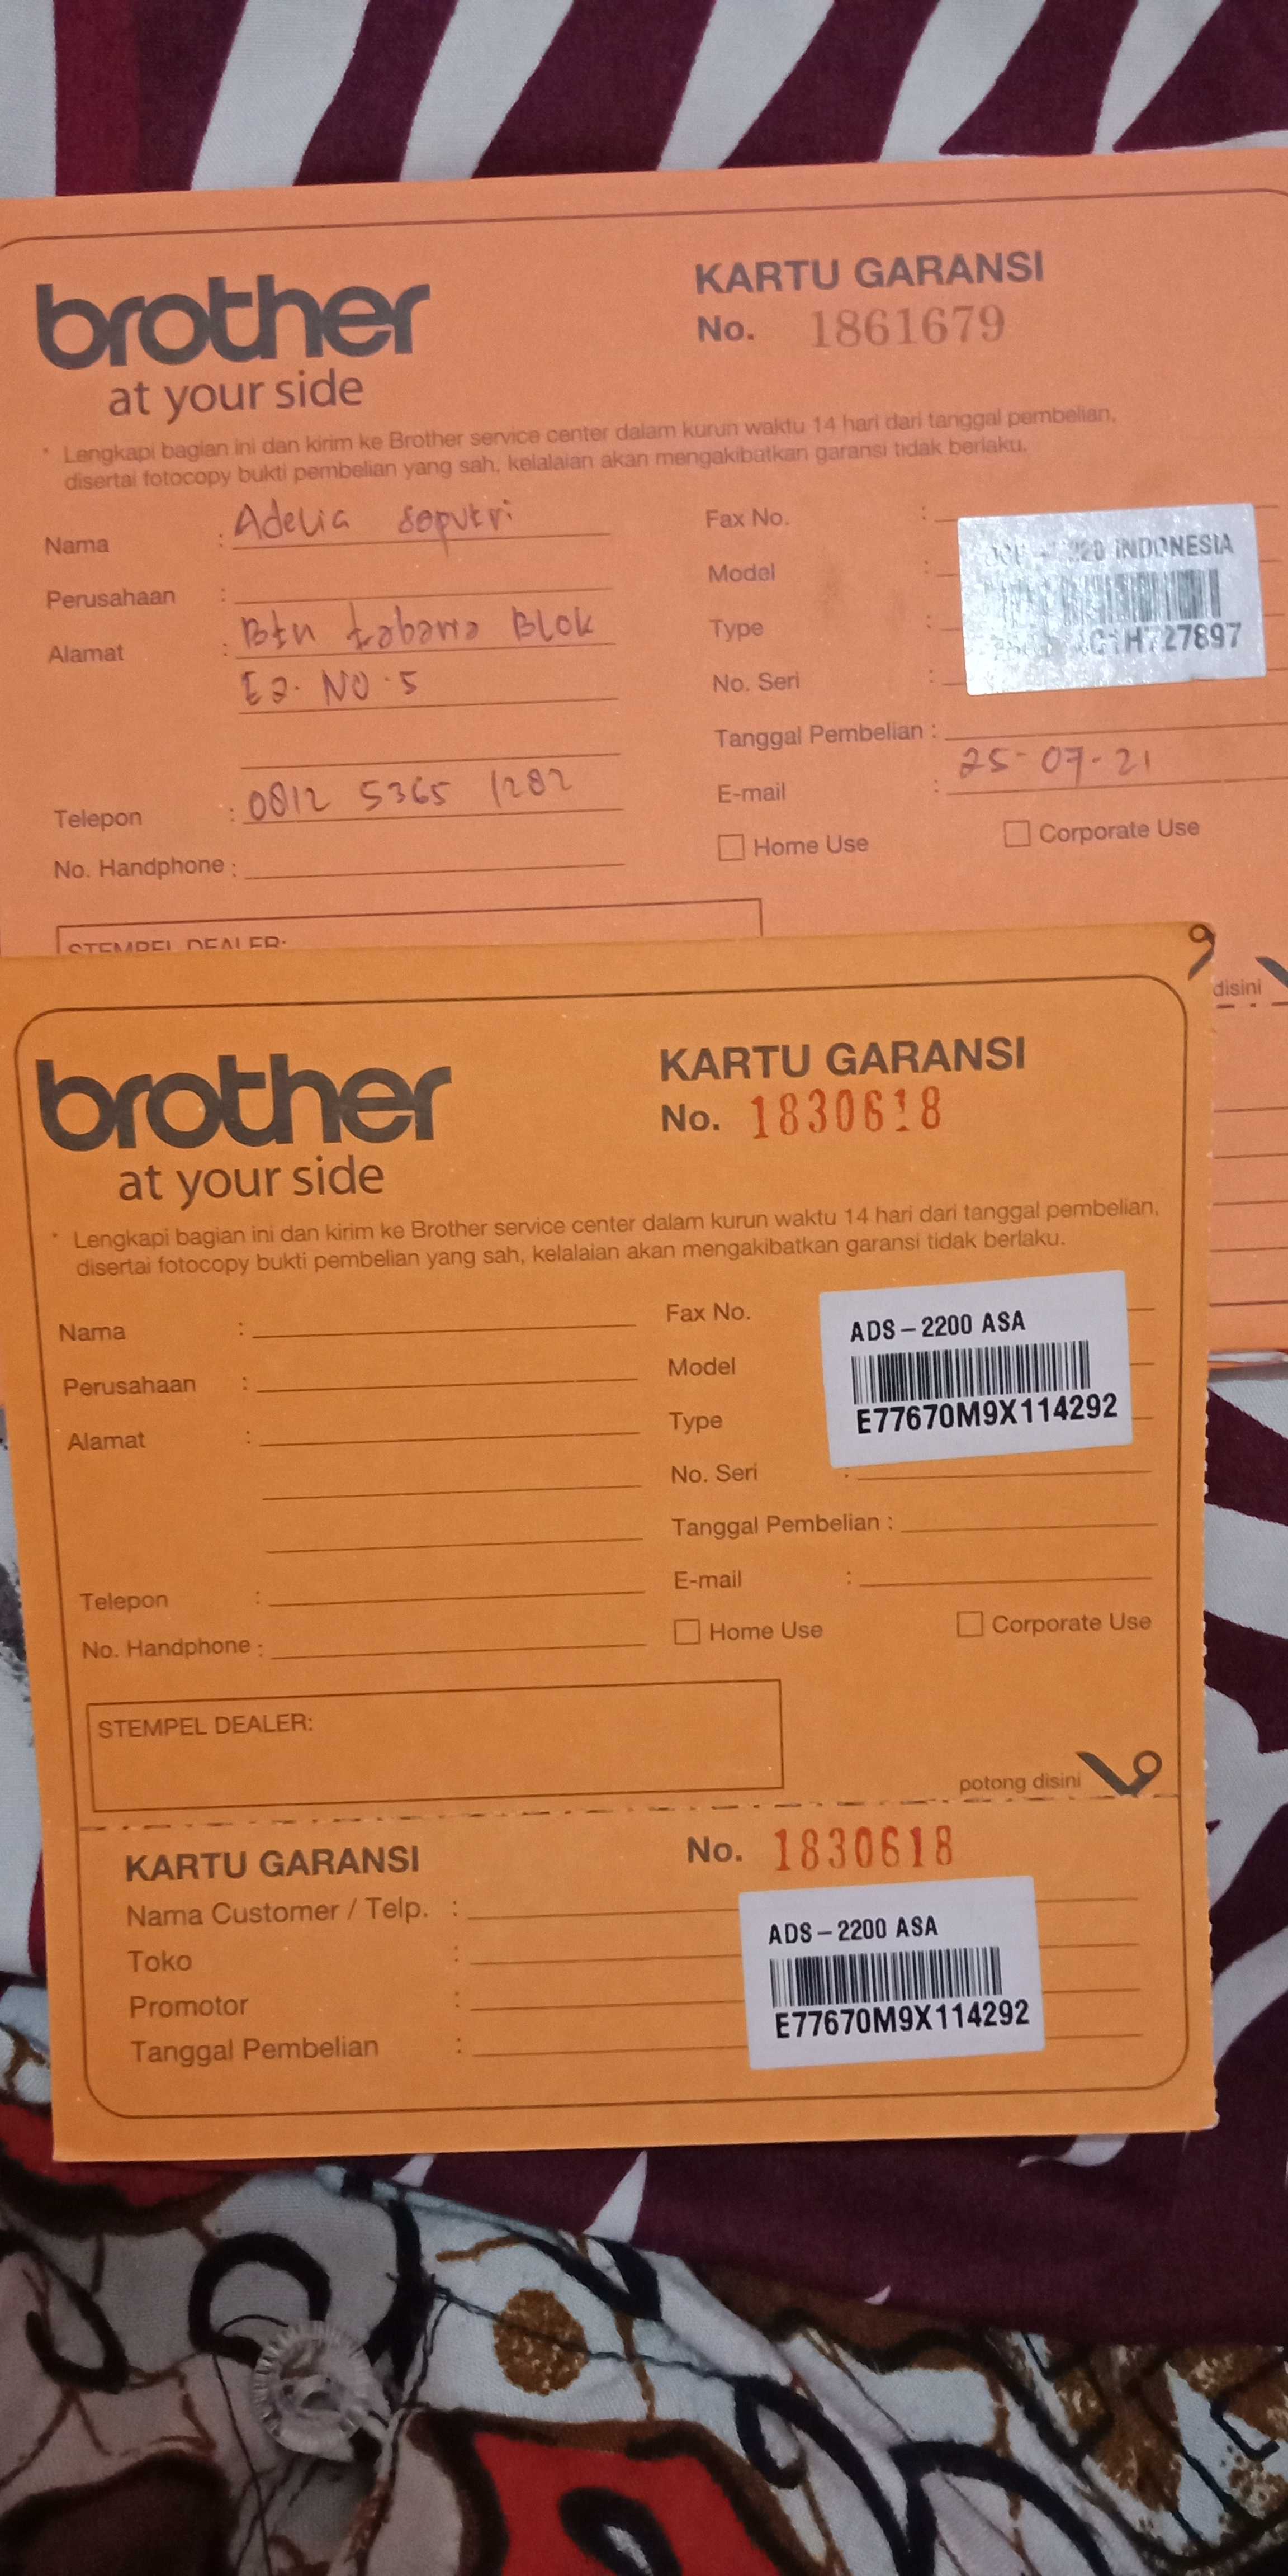 brother
at your side
KARTU GARANSI
No. 1861679
* Lengkapi bagian ini dan kirim ke Brother service center dalam kurun waktu 14 hari dari tanggal pembelian,
disertai fotocopy bukti pembelian yang sah, kelalaian akan mengakibatkan garansi tidak berlaku.
Nama : Adelia Saputri
Perusahaan :
Alamat : Btn Labarra Blok
E2. NO. 5
Telepon : 0812 5365 1282
No. Handphone :
Fax No. :
Model :
Type :
No. Seri :
INDONESIA
H727897
Tanggal Pembelian :
25-07-21
E-mail :
Home Use
Corporate Use
STEMPEL DEALER:
disini
brother
at your side
KARTU GARANSI
No. 1830618
* Lengkapi bagian ini dan kirim ke Brother service center dalam kurun waktu 14 hari dari tanggal pembelian,
disertai fotocopy bukti pembelian yang sah, kelalaian akan mengakibatkan garansi tidak berlaku.
Nama :
Perusahaan :
Alamat :
Telepon :
No. Handphone :
Fax No.
Model
Type
No. Seri :
ADS-2200 ASA
E77670M9X114292
Tanggal Pembelian :
E-mail :
Home Use
Corporate Use
STEMPEL DEALER:
potong disini
KARTU GARANSI
No. 1830618
Nama Customer / Telp. :
Toko :
Promotor :
Tanggal Pembelian :
ADS-2200 ASA
E77670M9X114292